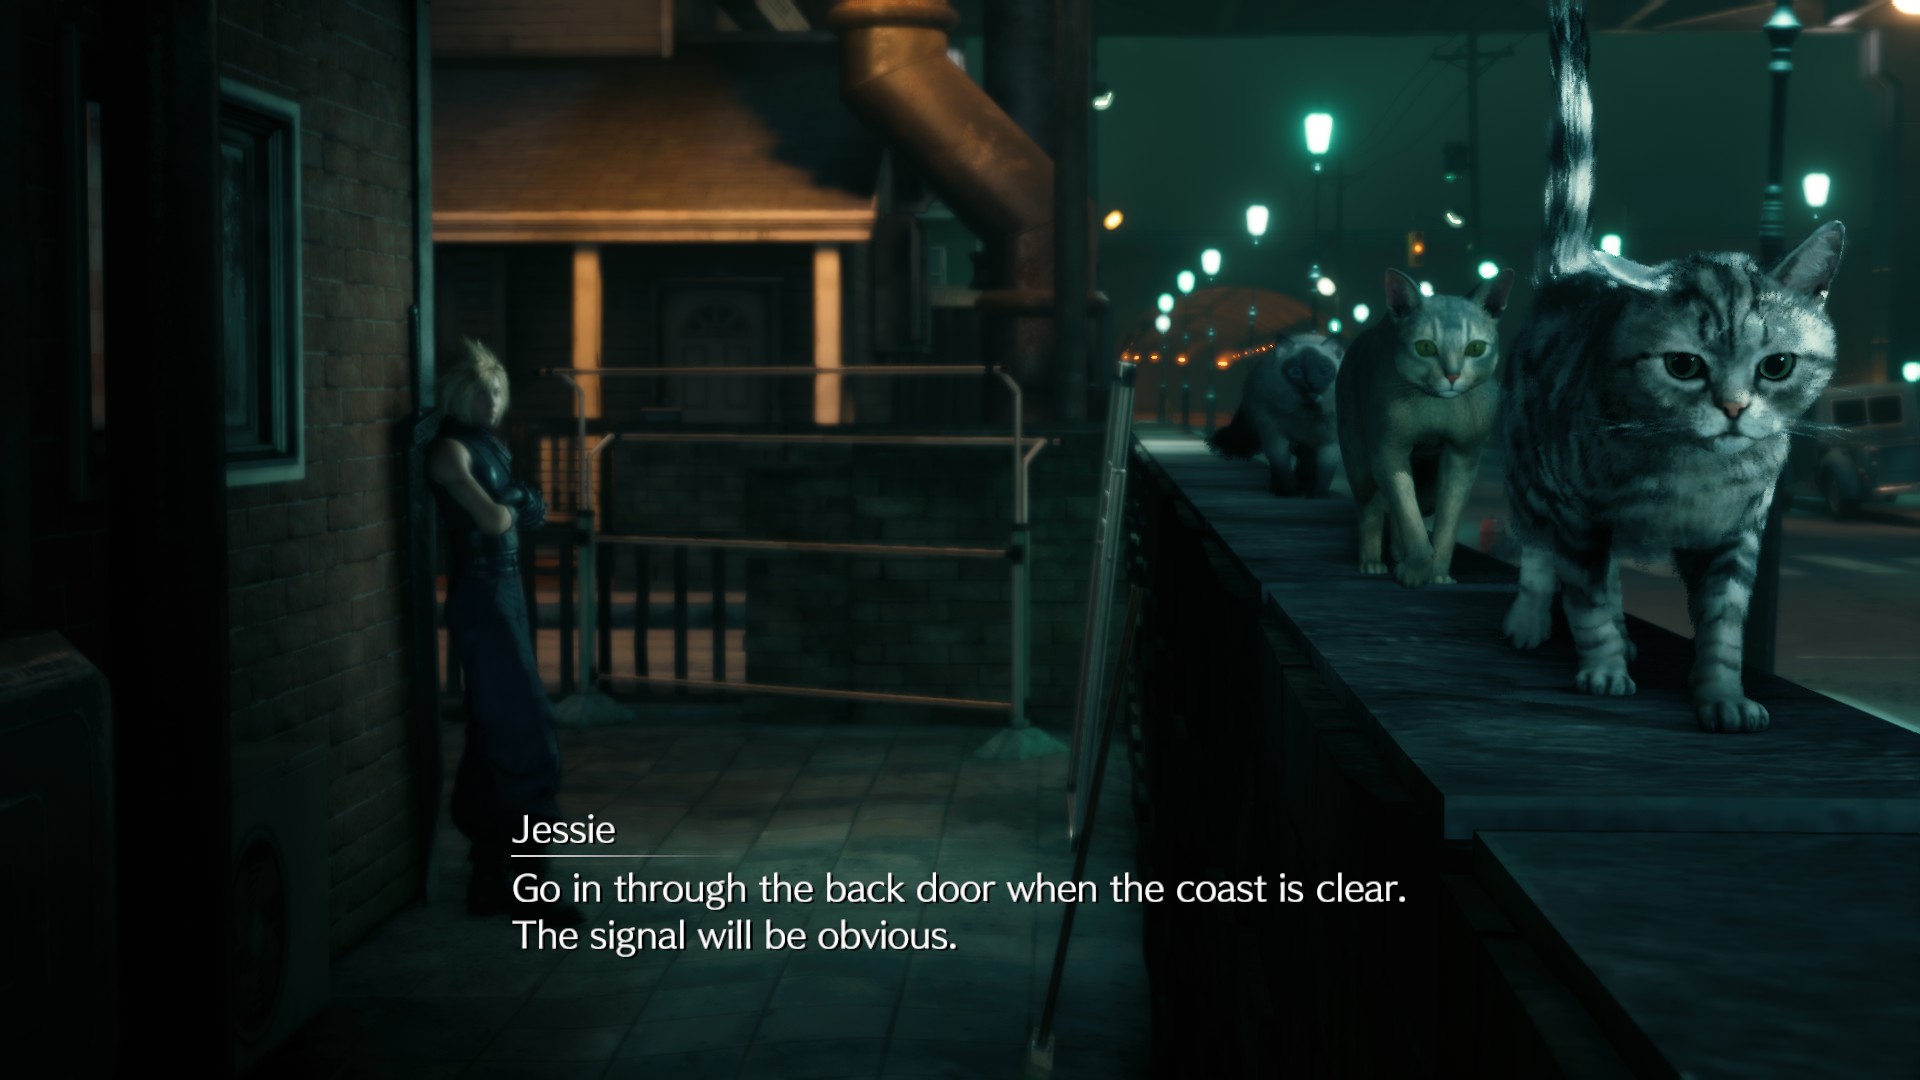 Jessie
Go in through the back door when the coast is clear.
The signal will be obvious.